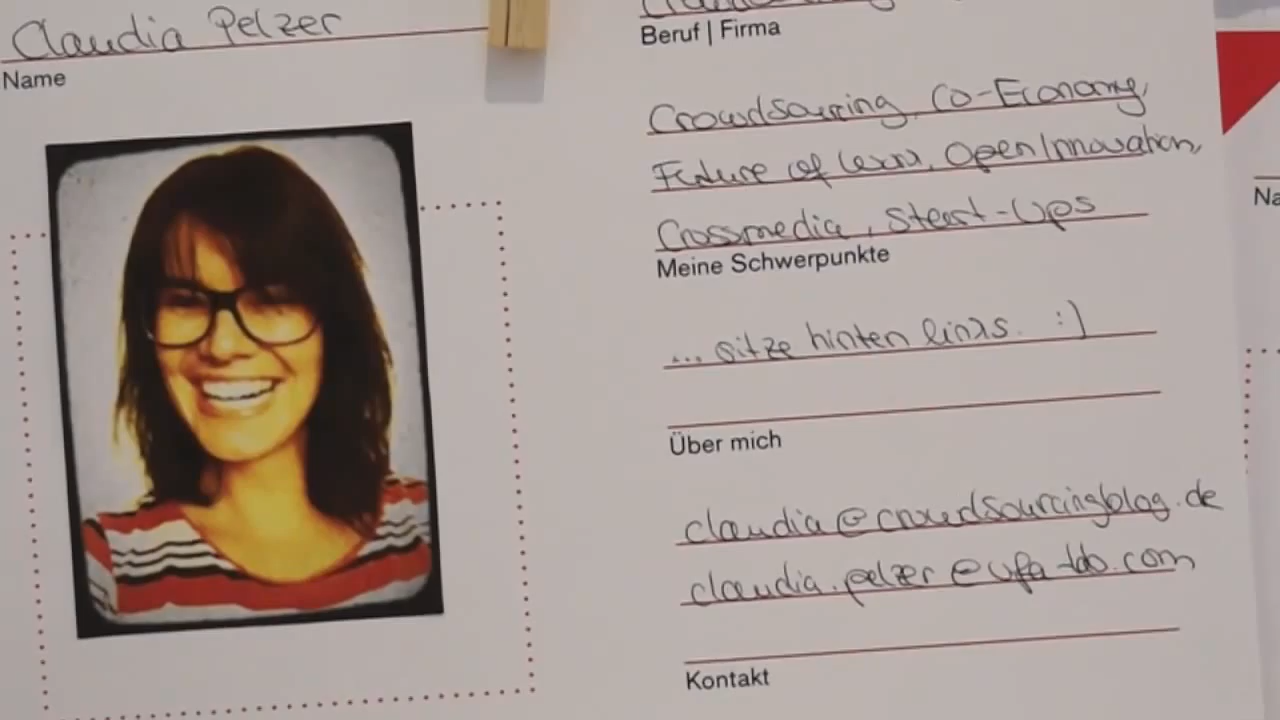 Claudia Pelzer
Name
Beruf | Firma
Crowdsourcing, Co-Economy,
Future of Work, Open Innovation,
Crossmedia, Start-Ups
Meine Schwerpunkte
... sitze hinten links. :)
Über mich
claudia@crowdsourcingblog.de
claudia.pelzer@ufa-lab.com
Kontakt
Na